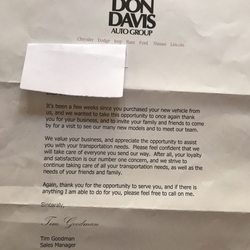 DON
DAVIS
AUTO GROUP
Chrysler Dodge Jeep Ram Ford Nissan Lincoln
It's been a few weeks since you purchased your new vehicle from
us, and we wanted to take this opportunity to once again thank
you for your business, and to invite your family and friends to come
by for a visit to see our many new models and to meet our team.
We value your business, and appreciate the opportunity to assist
you with your transportation needs. Please feel confident that we
will take care of everyone you send our way. After all, your loyalty
and satisfaction is our number one concern, and we strive to
continue taking care of all your transportation needs, as well as the
needs of your friends and family.
Again, thank you for the opportunity to serve you, and if there is
anything I am able to do for you, please feel free to call on me.
Sincerely,
Tim Goodman
Tim Goodman
Sales Manager